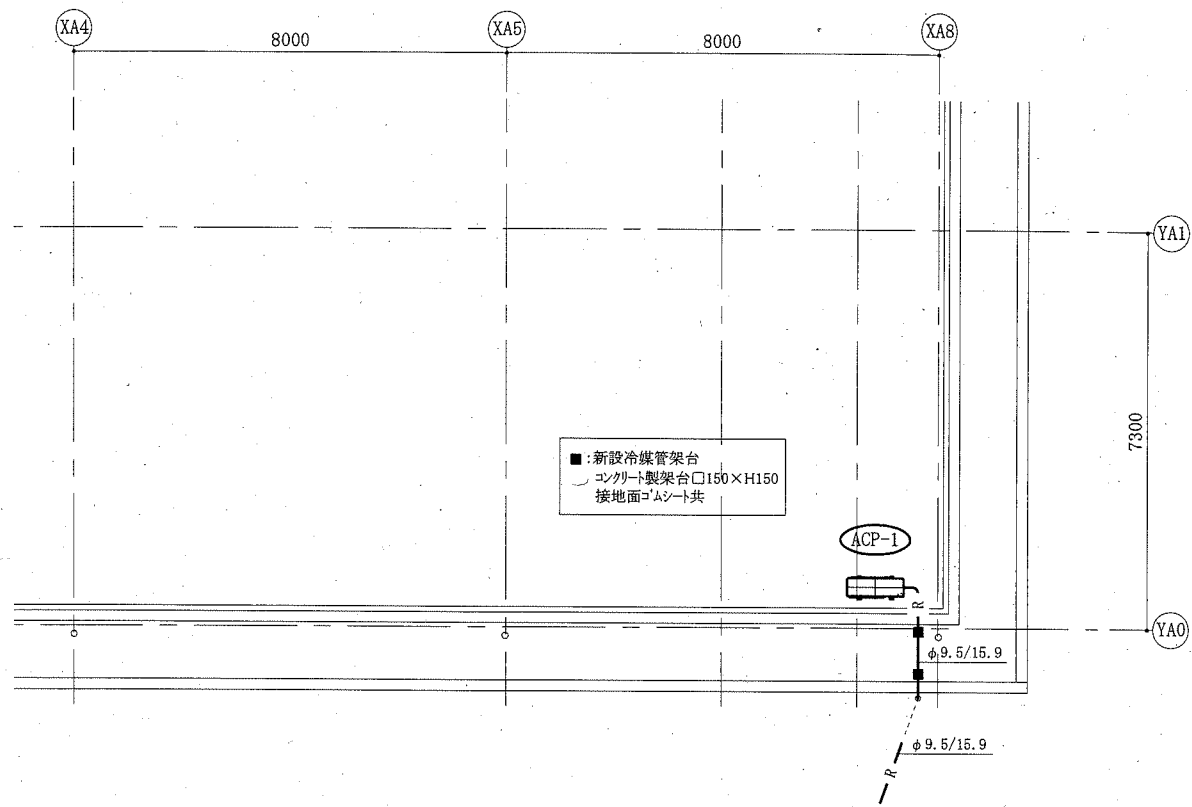 XA4
8000
XA5
8000
XA8
YA1
7300
■:新設冷媒管架台
コンクリート製架台□150×H150
接地面ゴムシート共
ACP-1
R
YA0
φ9.5/15.9
φ9.5/15.9
R